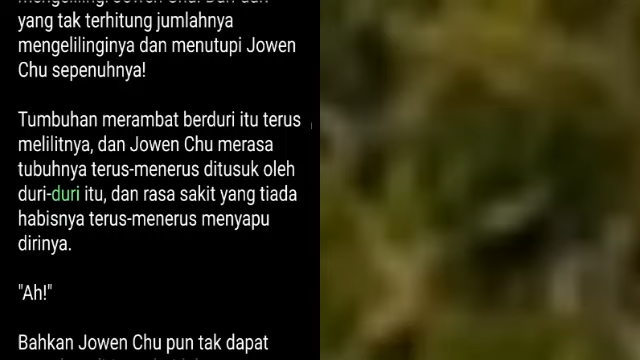 yang tak terhitung jumlahnya
mengelilinginya dan menutupi Jowen
Chu sepenuhnya!
Tumbuhan merambat berduri itu terus
melilitnya, dan Jowen Chu merasa
tubuhnya terus-menerus ditusuk oleh
duri-duri itu, dan rasa sakit yang tiada
habisnya terus-menerus menyapu
dirinya.
"Ah!"
Bahkan Jowen Chu pun tak dapat